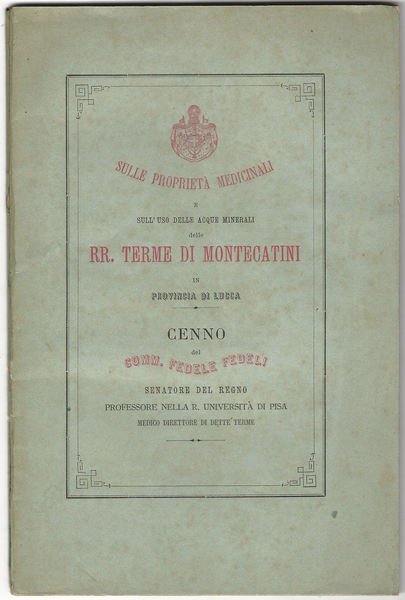 SULLE PROPRIETÀ MEDICINALI
E
SULL'USO DELLE ACQUE MINERALI
delle
RR. TERME DI MONTECATINI
IN
PROVINCIA DI LUCCA
CENNO
del
COMM. FEDELE FEDELI
SENATORE DEL REGNO
PROFESSORE NELLA R. UNIVERSITÀ DI PISA
MEDICO DIRETTORE DI DETTE TERME